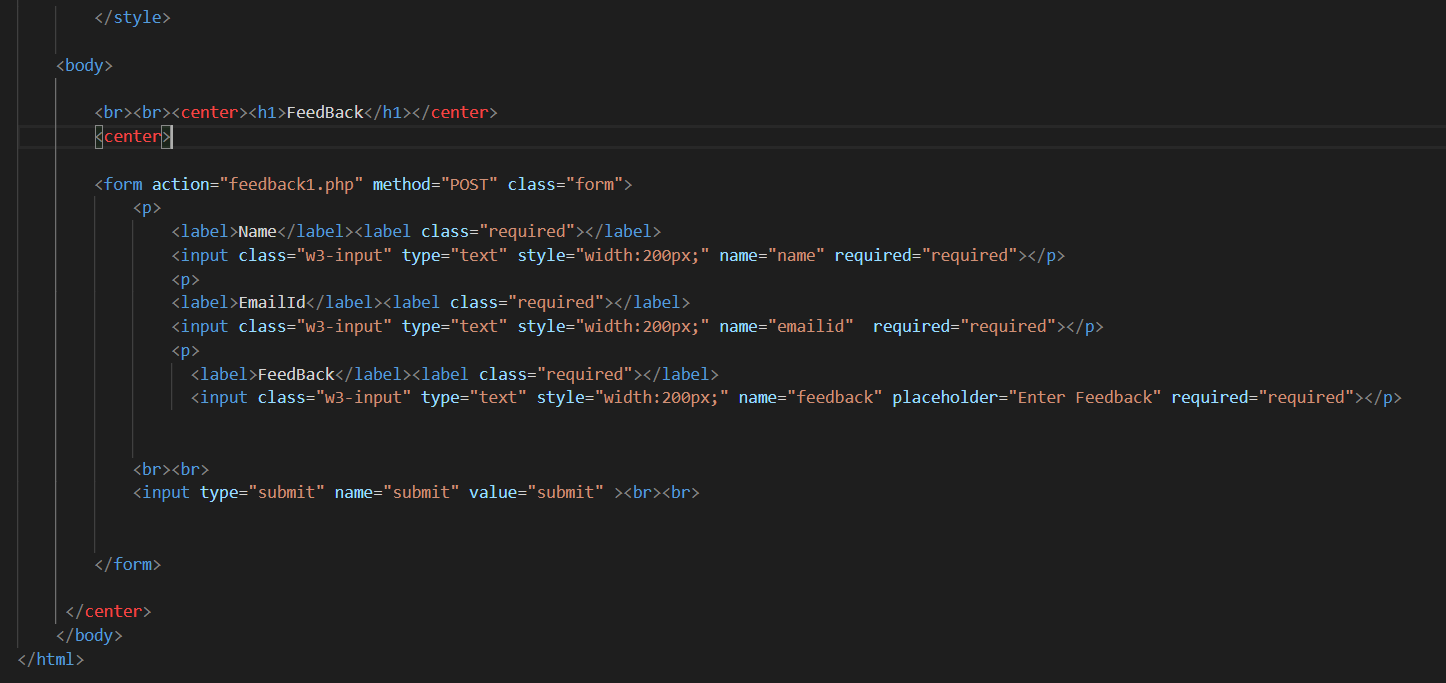 </style>
<body>
<br><br><center><h1>FeedBack</h1></center>
<center>
<form action="feedback1.php" method="POST" class="form">
<p>
<label>Name</label><label class="required"></label>
<input class="w3-input" type="text" style="width:200px;" name="name" required="required"></p>
<p>
<label>EmailId</label><label class="required"></label>
<input class="w3-input" type="text" style="width:200px;" name="emailid"  required="required"></p>
<p>
<label>FeedBack</label><label class="required"></label>
<input class="w3-input" type="text" style="width:200px;" name="feedback" placeholder="Enter Feedback" required="required"></p>
<br><br>
<input type="submit" name="submit" value="submit" ><br><br>
</form>
</center>
</body>
</html>